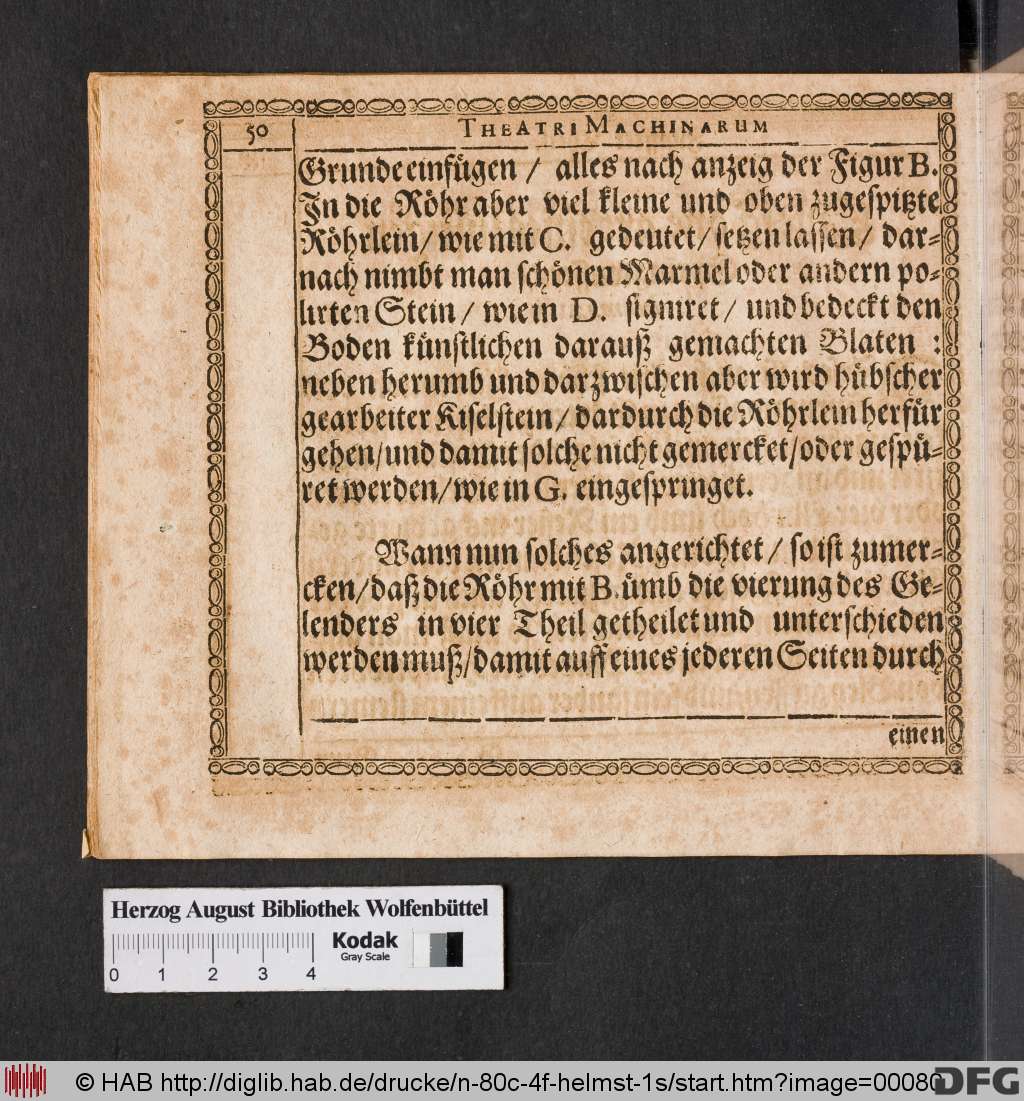 50
THEATRI MACHINARUM
Grunde einfügen / alles nach anzeig der Figur B.
In die Röhr aber viel kleine und oben zugespitzte
Röhrlein / wie mit C. gedeutet / setzen lassen / dar-
nach nimbt man schönen Marmel oder andern po-
lirten Stein / wie in D. signiret / und bedeckt den
Boden künstlichen darauß gemachten Blaten :
neben herumb und darzwischen aber wird hübscher
gearbeiter Kiselstein / dardurch die Röhrlein herfür
gehen / und damit solche nicht gemercket / oder gespü-
ret werden / wie in G. eingespringet.
Wann nun solches angerichtet / so ist zumer-
cken / daß die Röhr mit B. ümb die vierung des Ge-
lenders in vier Theil getheilet und unterschieden
werden muß / damit auff eines jederen Seiten durch
einen
Herzog August Bibliothek Wolfenbüttel
0 1 2 3 4
Kodak
Gray Scale
© HAB http://diglib.hab.de/drucke/n-80c-4f-helmst-1s/start.htm?image=00080
DFG